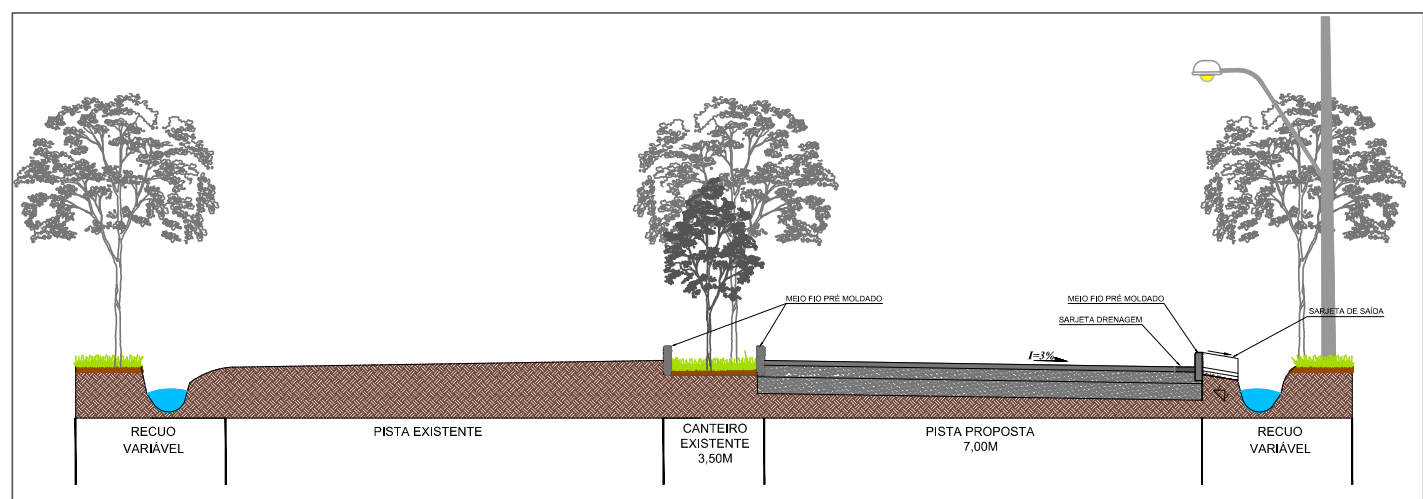 MEIO FIO PRÉ MOLDADO
MEIO FIO PRÉ MOLDADO
SARJETA DE SAÍDA
SARJETA DRENAGEM
I=3%
RECUO
VARIÁVEL
PISTA EXISTENTE
CANTEIRO
EXISTENTE
3,50M
PISTA PROPOSTA
7,00M
RECUO
VARIÁVEL